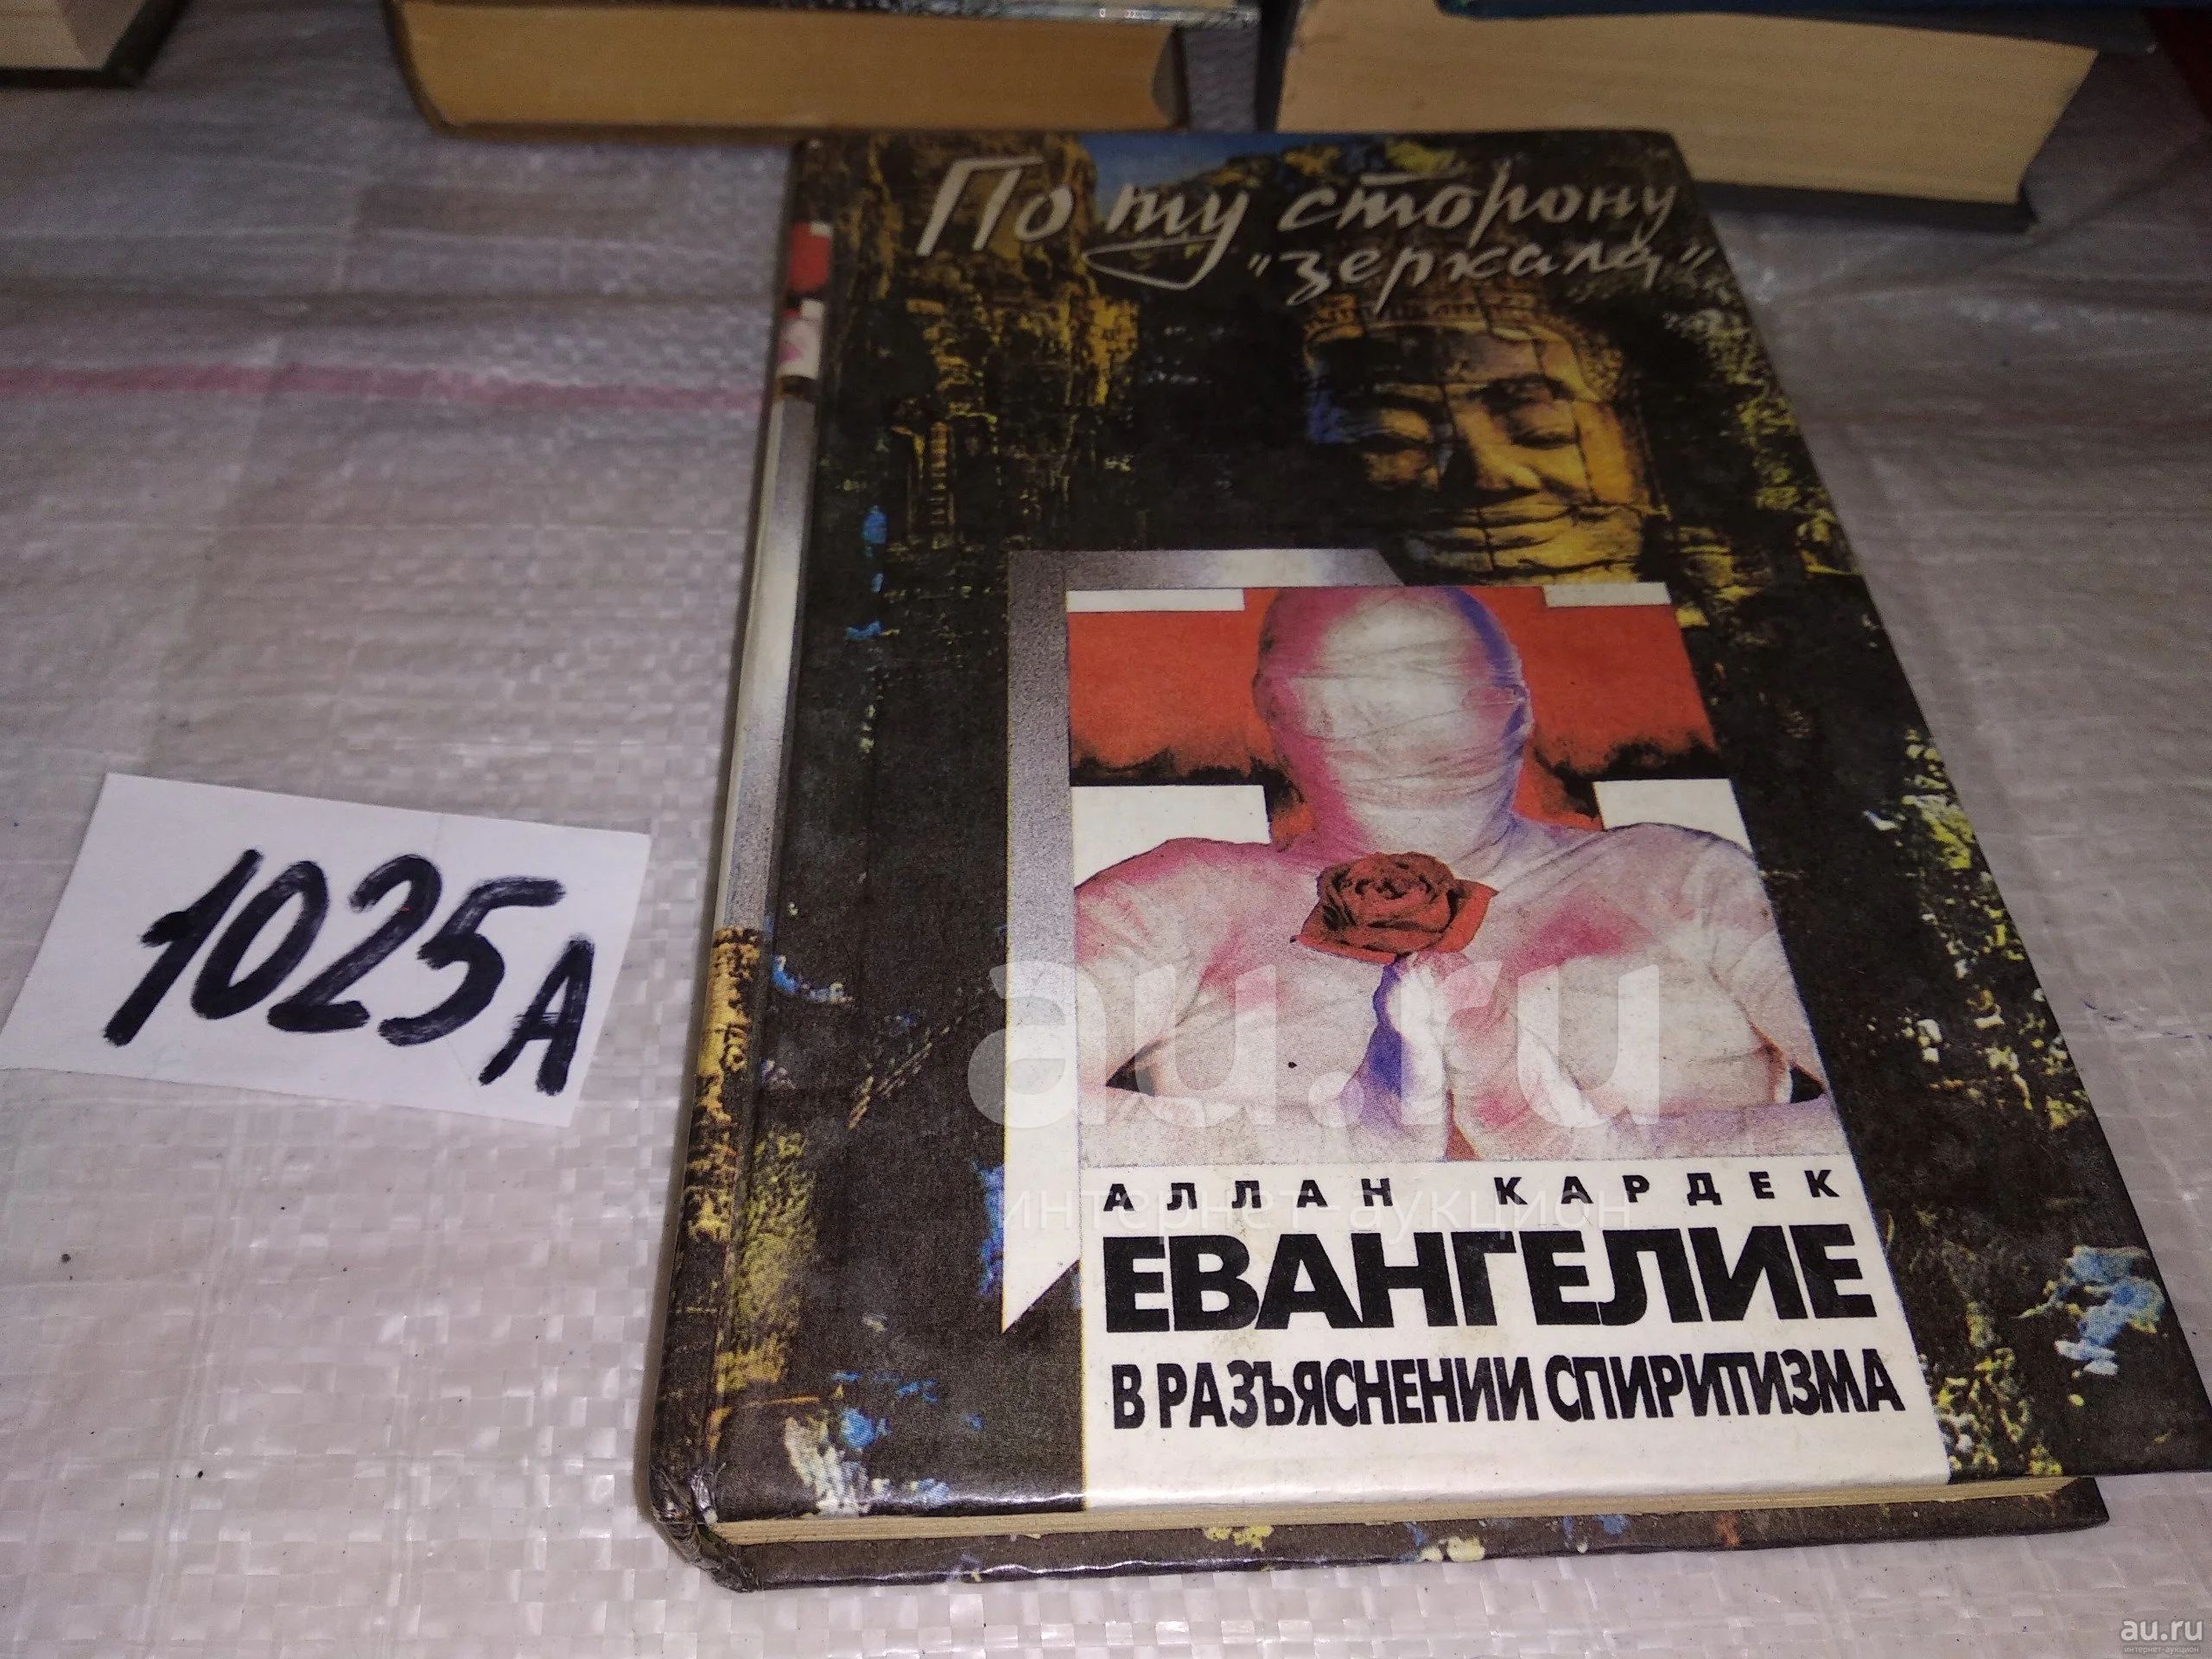 По ту сторону
"зеркала"
1025А
au.ru
интернет-аукцион
АЛЛАН КАРДЕК
ЕВАНГЕЛИЕ
В РАЗЪЯСНЕНИИ СПИРИТИЗМА
au.ru
интернет-аукцион